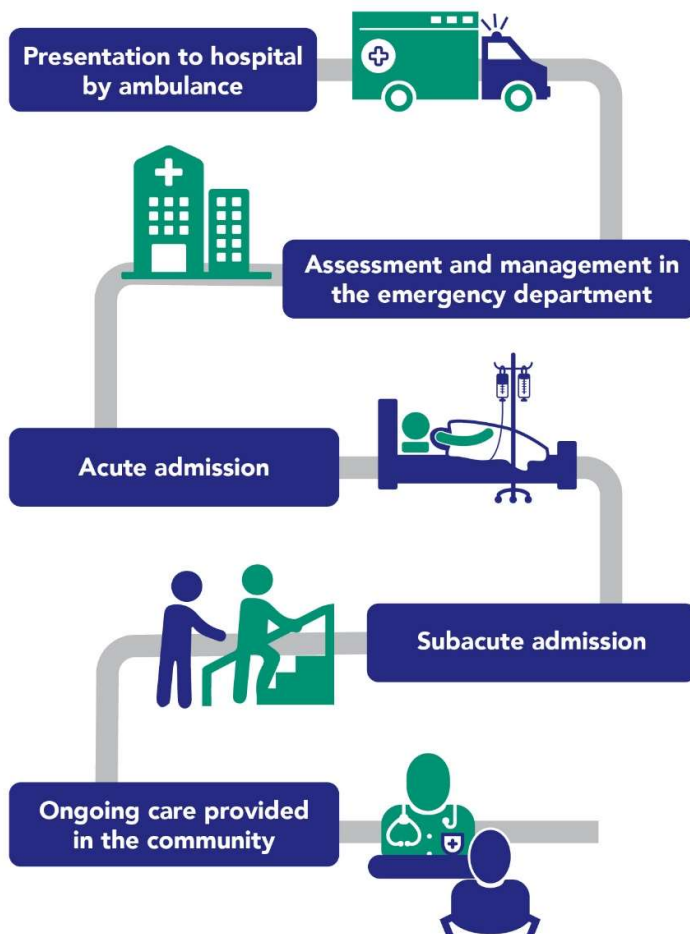 Presentation to hospital
by ambulance
Assessment and management in
the emergency department
Acute admission
Subacute admission
Ongoing care provided
in the community